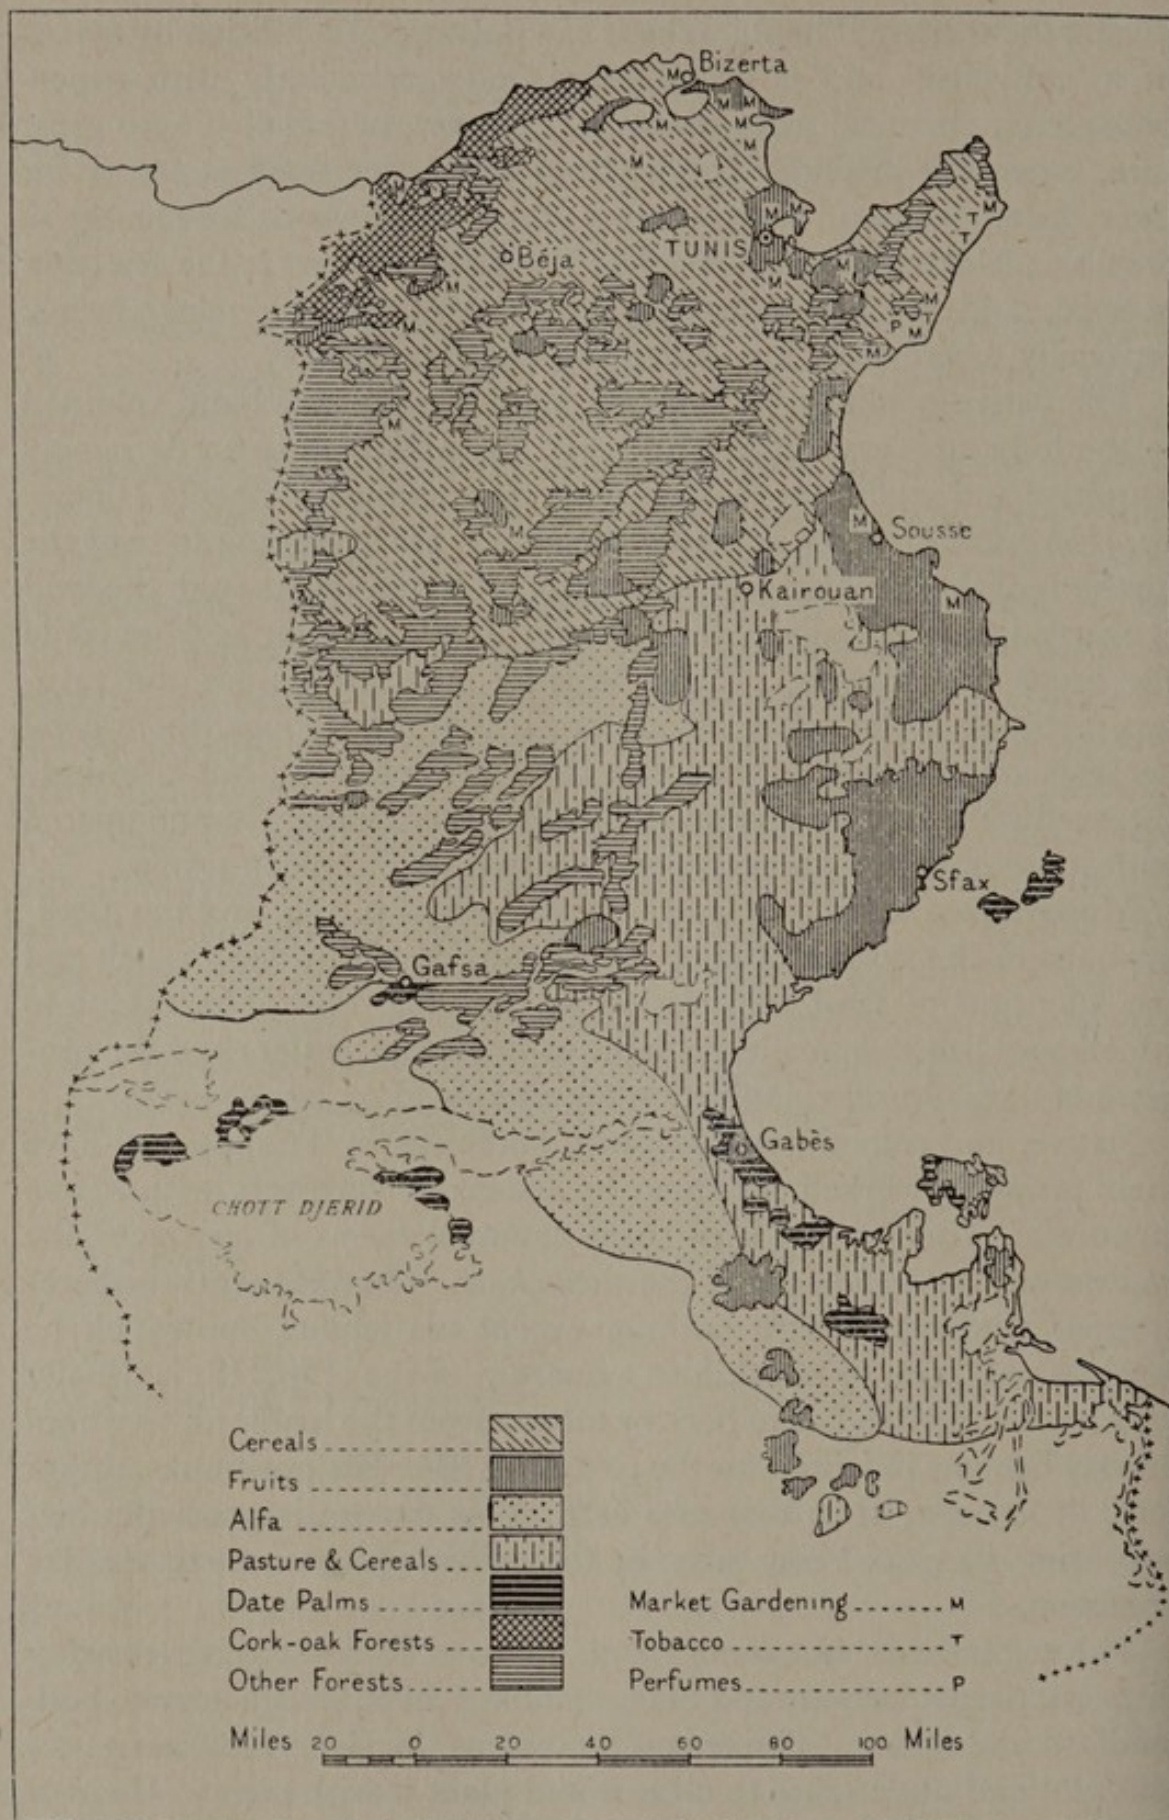 M
Bizerta
M M
M
M
M
M
M
M M
T M
T
TUNIS
Béja
M
M
M
M
T
P M
M
M
M
M
M
Sousse
M
Kairouan
M
Sfax
Gafsa
Gabès
CHOTT DJERID
Cereals
Fruits
Alfa
Pasture & Cereals
Date Palms
Cork-oak Forests
Other Forests
Market Gardening M
Tobacco T
Perfumes P
Miles 20 0 20 40 60 80 100 Miles